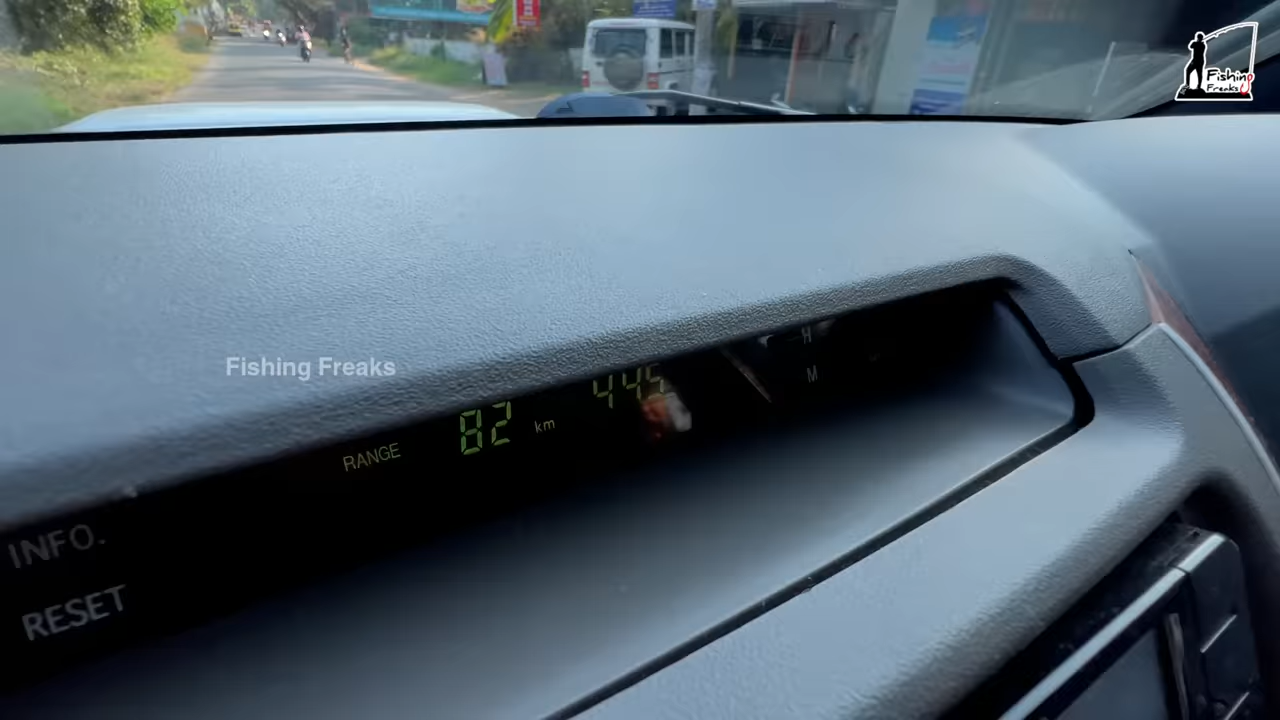 Fishing
Freaks
Fishing Freaks
445
H
M
RANGE 82 km
INFO.
RESET